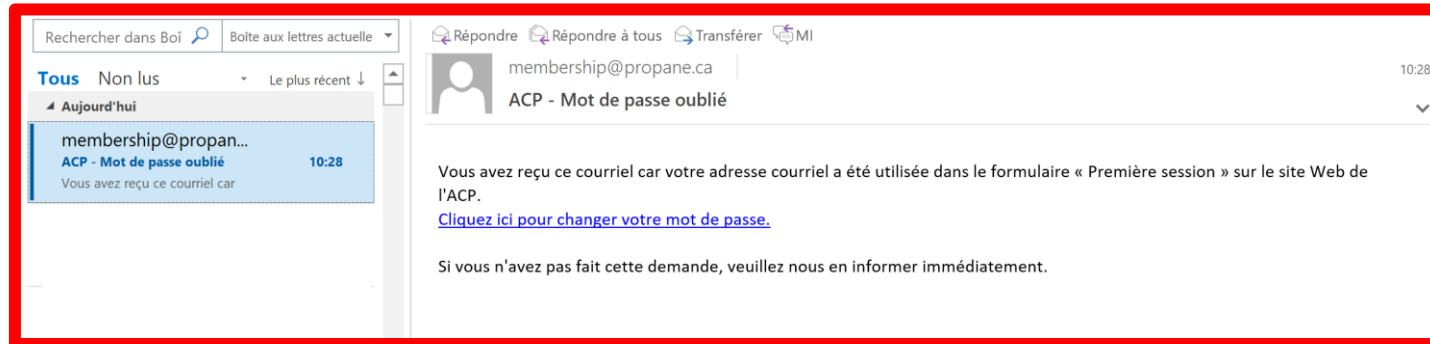 Rechercher dans Boî Boîte aux lettres actuelle
Tous Non lus Le plus récent ↓
Aujourd'hui
membership@propan...
ACP - Mot de passe oublié 10:28
Vous avez reçu ce courriel car
Répondre Répondre à tous Transférer MI
membership@propane.ca 10:28
ACP - Mot de passe oublié
Vous avez reçu ce courriel car votre adresse courriel a été utilisée dans le formulaire « Première session » sur le site Web de
l'ACP.
Cliquez ici pour changer votre mot de passe.
Si vous n'avez pas fait cette demande, veuillez nous en informer immédiatement.